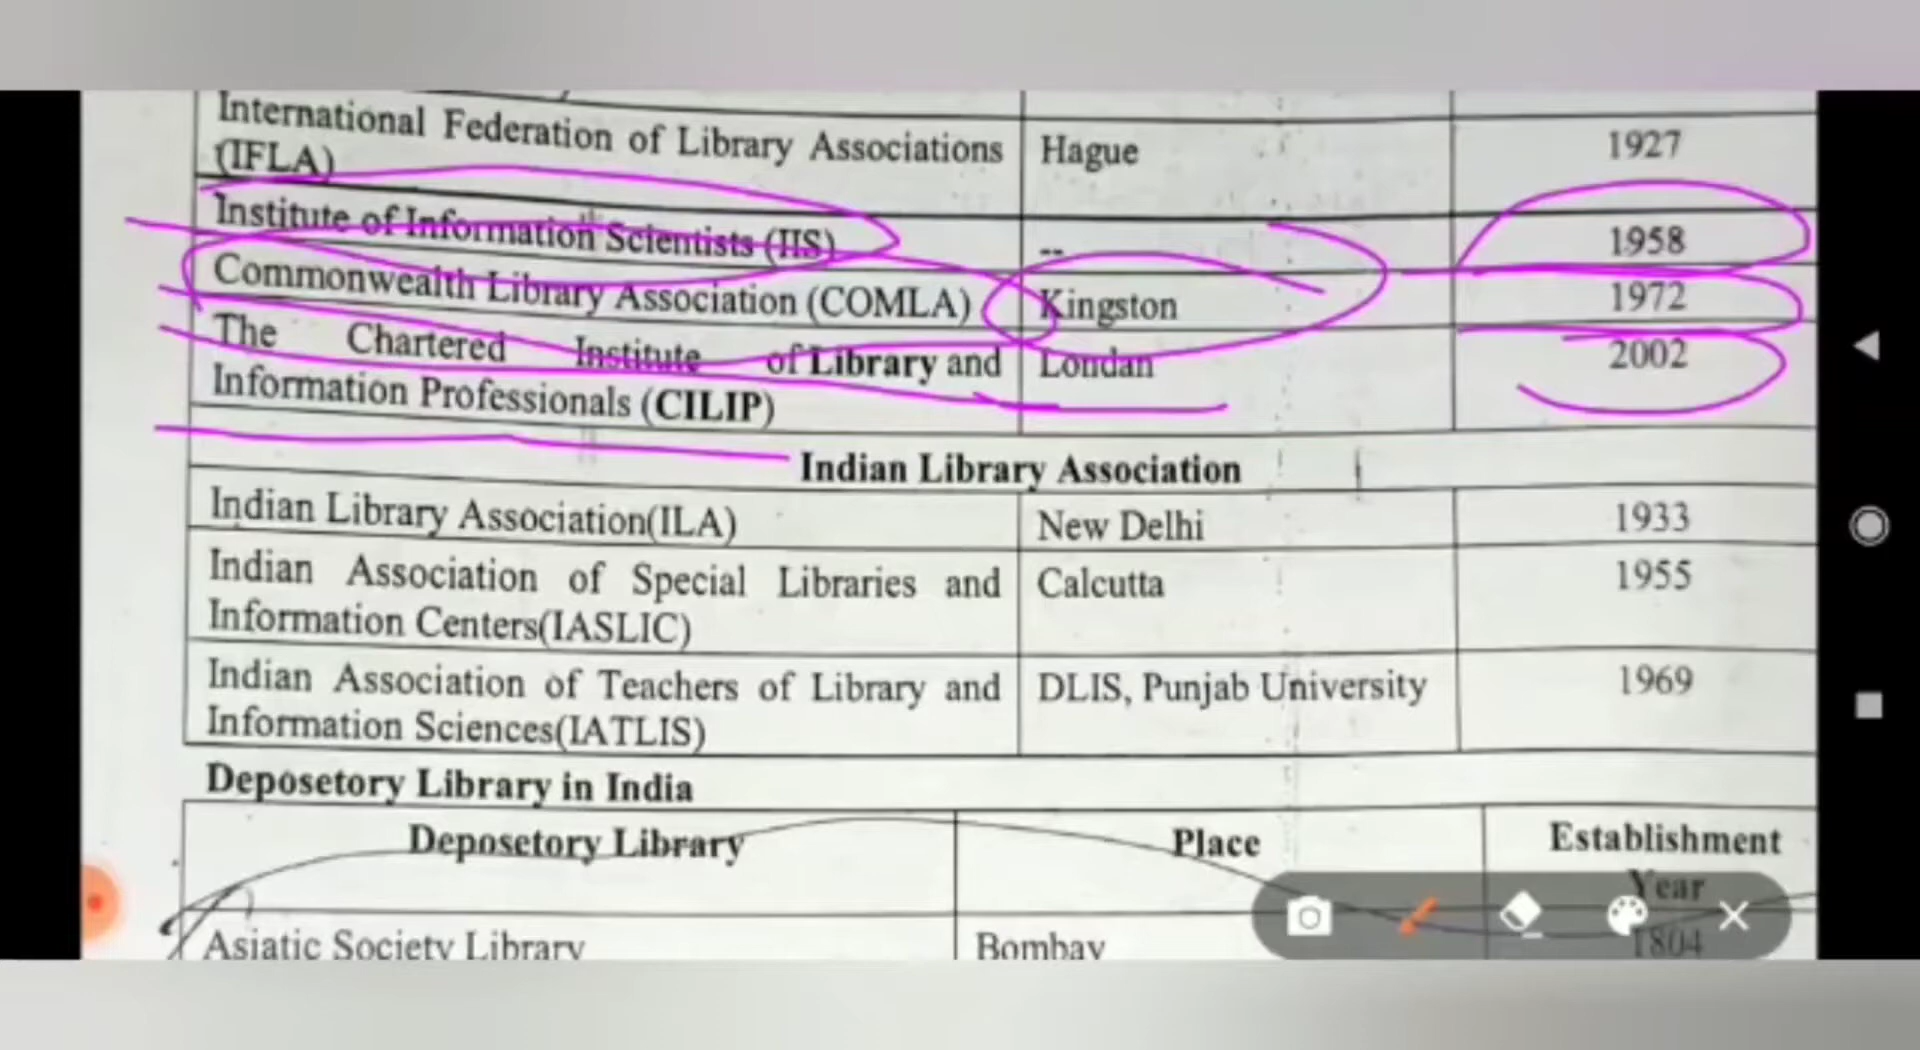 International Federation of Library Associations Hague 1927
(IFLA)
Institute of Information Scientists (IIS) -- 1958
Commonwealth Library Association (COMLA) Kingston 1972
The Chartered Institute of Library and Londan 2002
Information Professionals (CILIP)
Indian Library Association
Indian Library Association(ILA) New Delhi 1933
Indian Association of Special Libraries and Calcutta 1955
Information Centers(IASLIC)
Indian Association of Teachers of Library and DLIS, Punjab University 1969
Information Sciences(IATLIS)
Deposetory Library in India
Deposetory Library Place Establishment
Year
Asiatic Society Library Bombay 1804